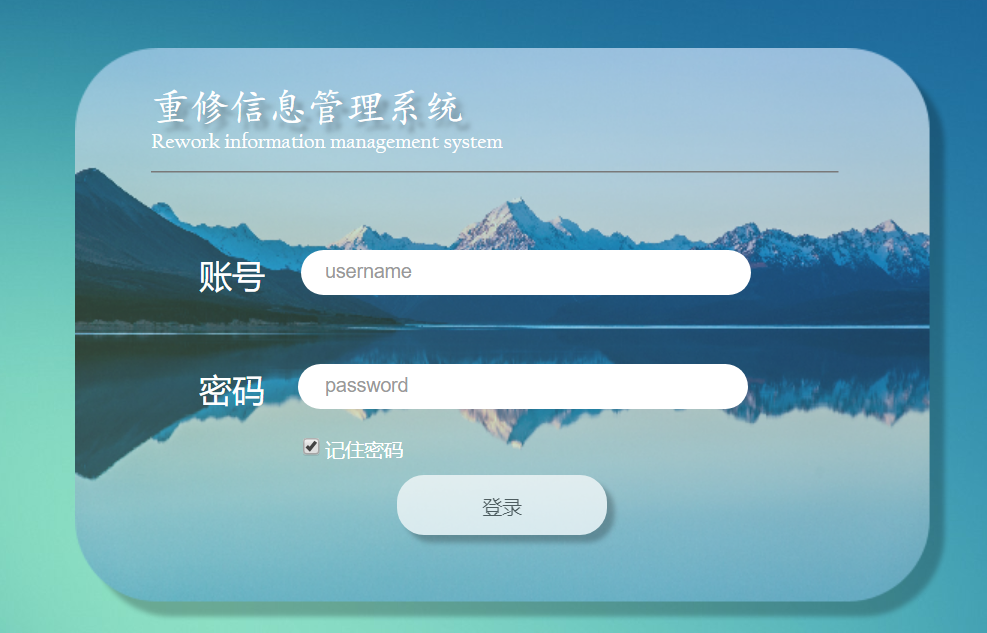 重修信息管理系统
Rework information management system
账号 username
密码 password
记住密码
登录